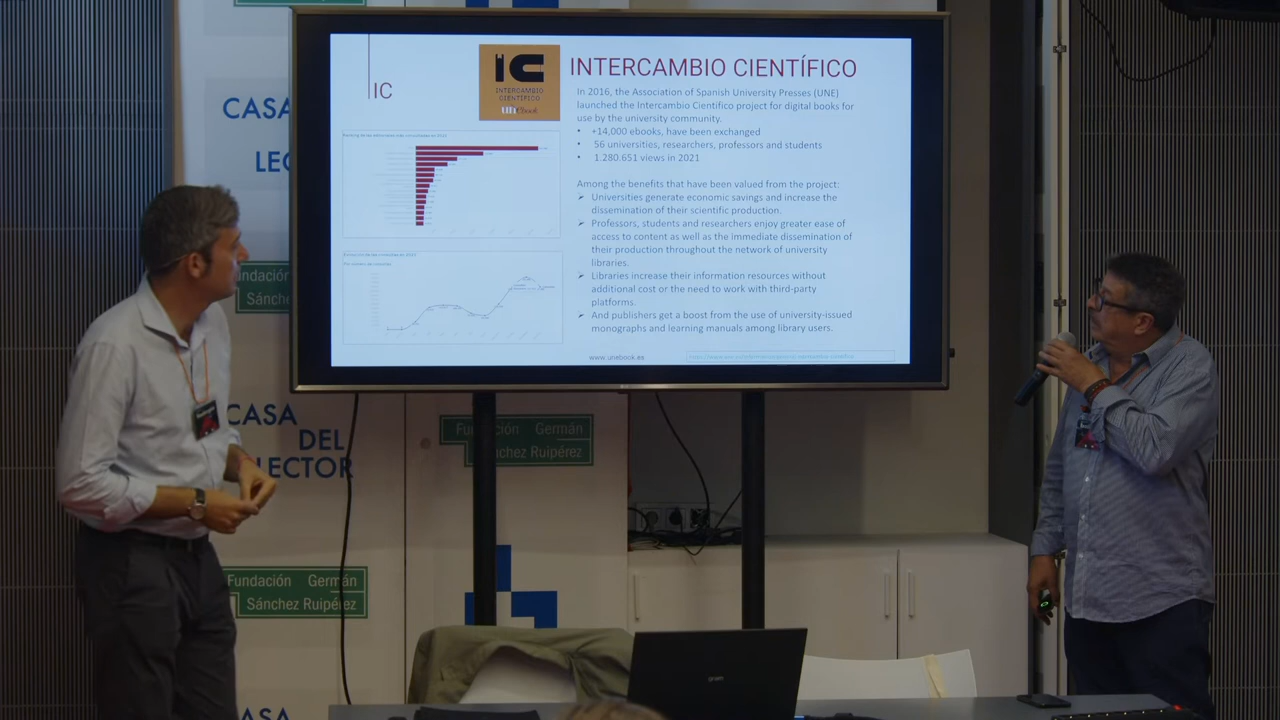 IC
IC
INTERCAMBIO
CIENTÍFICO
unebook
INTERCAMBIO CIENTÍFICO
In 2016, the Association of Spanish University Presses (UNE)
launched the Intercambio Científico project for digital books for
use by the university community.
• +14,000 ebooks, have been exchanged
• 56 universities, researchers, professors and students
• 1.280.651 views in 2021
Among the benefits that have been valued from the project:
➢ Universities generate economic savings and increase the
dissemination of their scientific production.
➢ Professors, students and researchers enjoy greater ease of
access to content as well as the immediate dissemination of
their production throughout the network of university
libraries.
➢ Libraries increase their information resources without
additional cost or the need to work with third-party
platforms.
➢ And publishers get a boost from the use of university-issued
monographs and learning manuals among library users.
www.unebook.es
CASA
LEC
Fundación
Sánche
CASA
DEL
LECTOR
Fundación Germán
Sánchez Ruipérez
Fundación Germán
Sánchez Ruipérez
CASA
gram